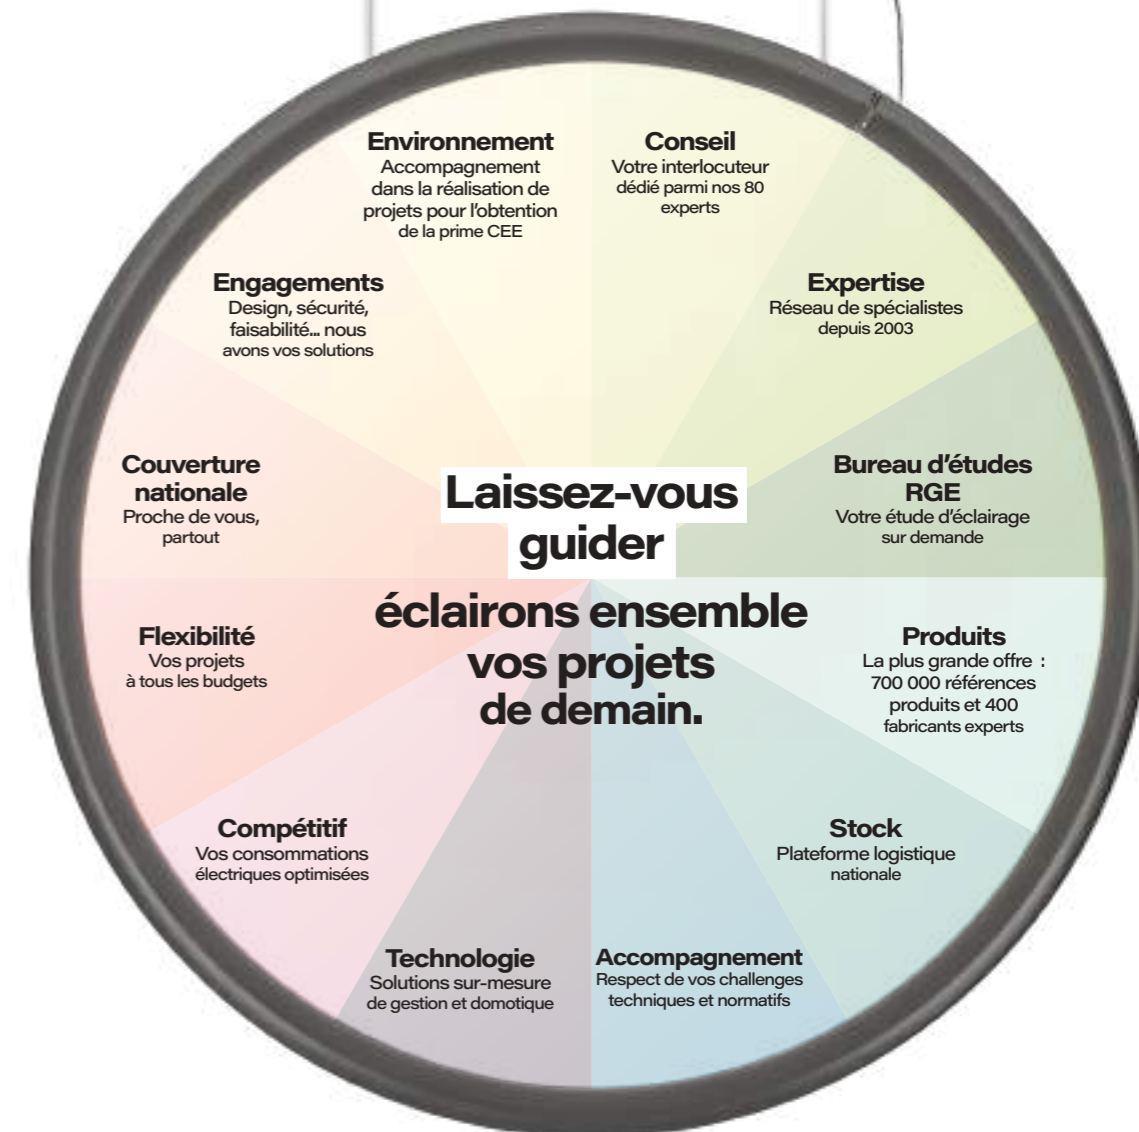 Environnement
Accompagnement
dans la réalisation de
projets pour l'obtention
de la prime CEE
Conseil
Votre interlocuteur
dédié parmi nos 80
experts
Engagements
Design, sécurité,
faisabilité... nous
avons vos solutions
Expertise
Réseau de spécialistes
depuis 2003
Couverture
nationale
Proche de vous,
partout
Laissez-vous
guider
éclairons ensemble
vos projets
de demain.
Bureau d'études
RGE
Votre étude d'éclairage
sur demande
Flexibilité
Vos projets
à tous les budgets
Produits
La plus grande offre :
700 000 références
produits et 400
fabricants experts
Compétitif
Vos consommations
électriques optimisées
Stock
Plateforme logistique
nationale
Technologie
Solutions sur-mesure
de gestion et domotique
Accompagnement
Respect de vos challenges
techniques et normatifs